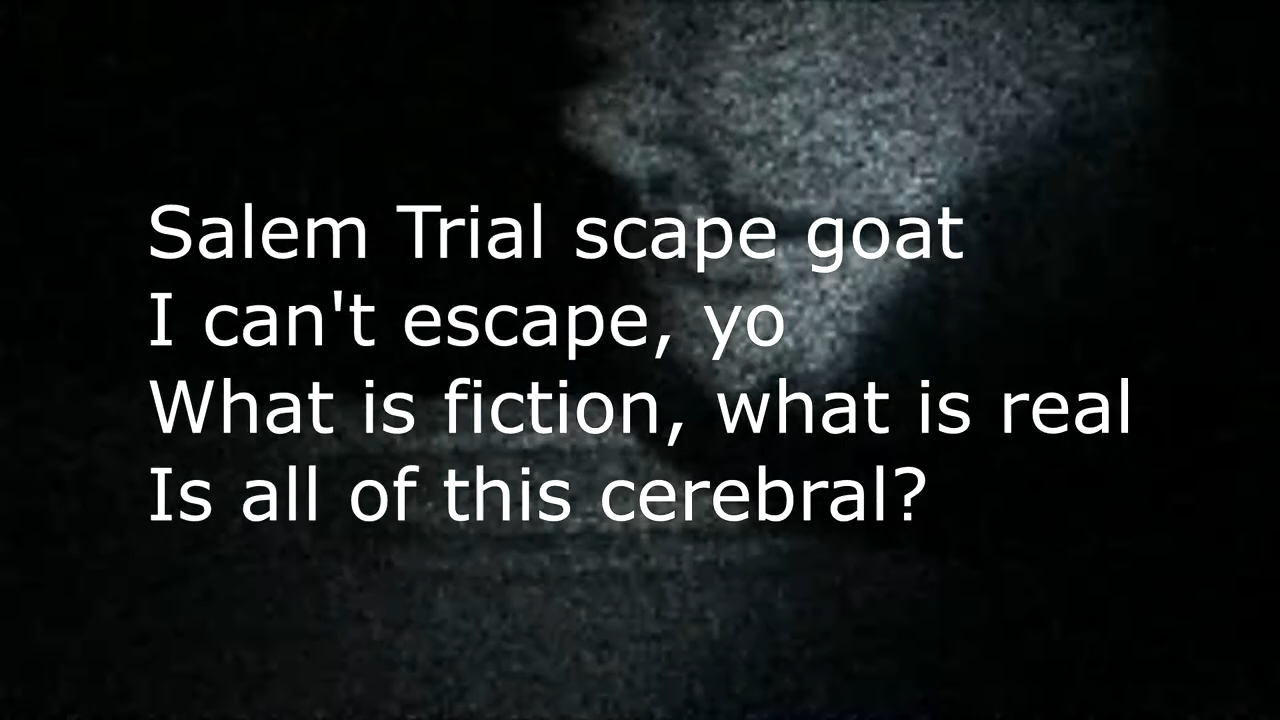 Salem Trial scape goat
I can't escape, yo
What is fiction, what is real
Is all of this cerebral?